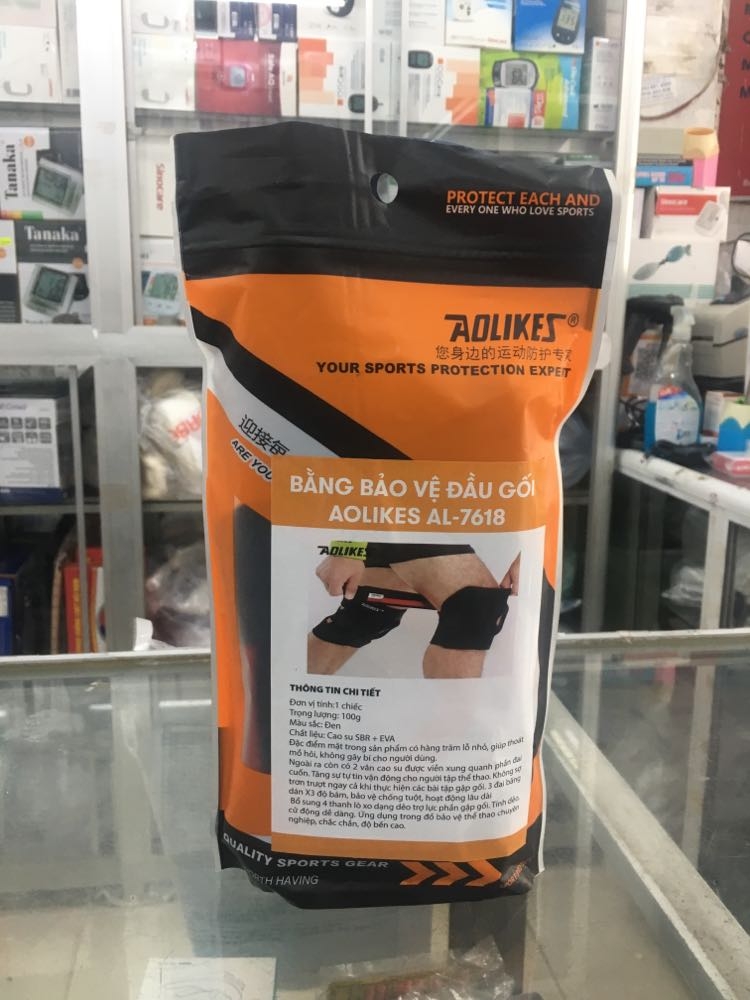 Tanaka
Tanaka
Sinocare
PROTECT EACH AND
EVERY ONE WHO LOVE SPORTS
AOLIKES®
您身边的运动防护专
YOUR SPORTS PROTECTION EXPERT
迎接每
ARE YOU
BẰNG BẢO VỆ ĐẦU GỐI
AOLIKES AL-7618
AOLIKES
THÔNG TIN CHI TIẾT
Đơn vị tính:1 chiếc
Trọng lượng: 100g
Màu sắc: Đen
Chất liệu: Cao su SBR + EVA
Đặc điểm mặt trong sản phẩm có hàng trăm lỗ nhỏ, giúp thoát
mồ hôi, không gây bí cho người dùng.
Ngoài ra còn có 2 vân cao su được viền xung quanh phần đai
cuốn. Tăng sự tự tin vận động cho người tập thể thao. Không sợ
trơn trượt ngay cả khi thực hiện các bài tập gập gối. 3 đai băng
dán X3 độ bám, bảo vệ chống tuột, hoạt động lâu dài
Bổ sung 4 thanh lò xo dạng dẻo trợ lực phần gập gối. Tính dẻo,
cử động dễ dàng. Ứng dụng trong đồ bảo vệ thể thao chuyên
nghiệp, chắc chắn, độ bền cao.
QUALITY SPORTS GEAR
WORTH HAVING